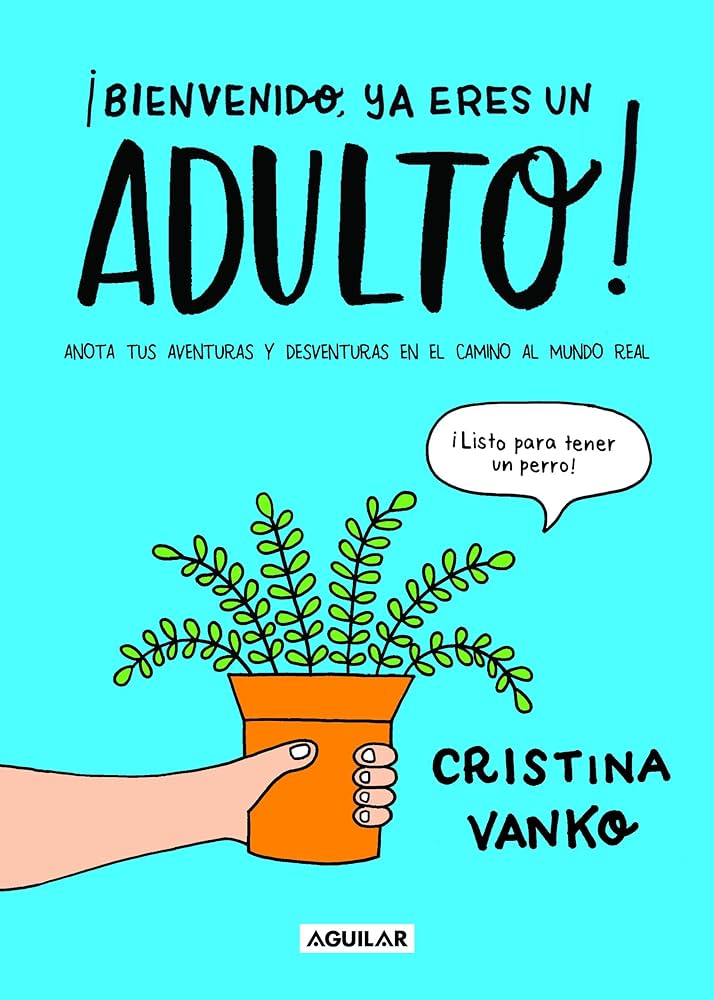 ¡BIENVENIDO, YA ERES UN
ADULTO!
ANOTA TUS AVENTURAS Y DESVENTURAS EN EL CAMINO AL MUNDO REAL
¡Listo para tener
un perro!
CRISTINA
VANKO
AGUILAR